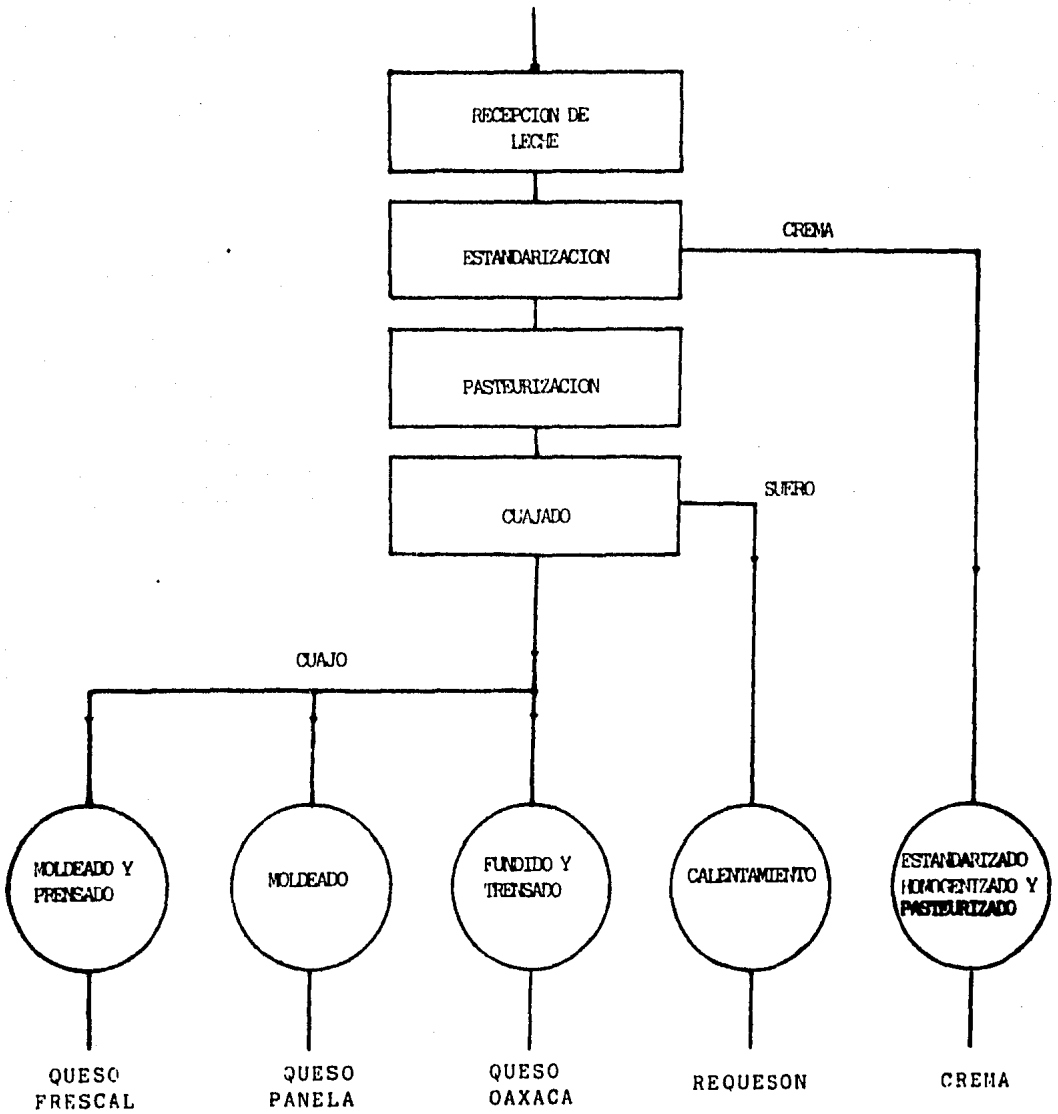 RECEPCION DE
LECHE
ESTANDARIZACION
CREMA
PASTEURIZACION
CUAJADO
SUERO
CUAJO
MOLDEADO Y
PRENSADO
MOLDEADO
FUNDIDO Y
TRENSADO
CALENTAMIENTO
ESTANDARIZADO
HOMOGENIZADO Y
PASTEURIZADO
QUESO
FRESCAL
QUESO
PANELA
QUESO
OAXACA
REQUESON
CREMA